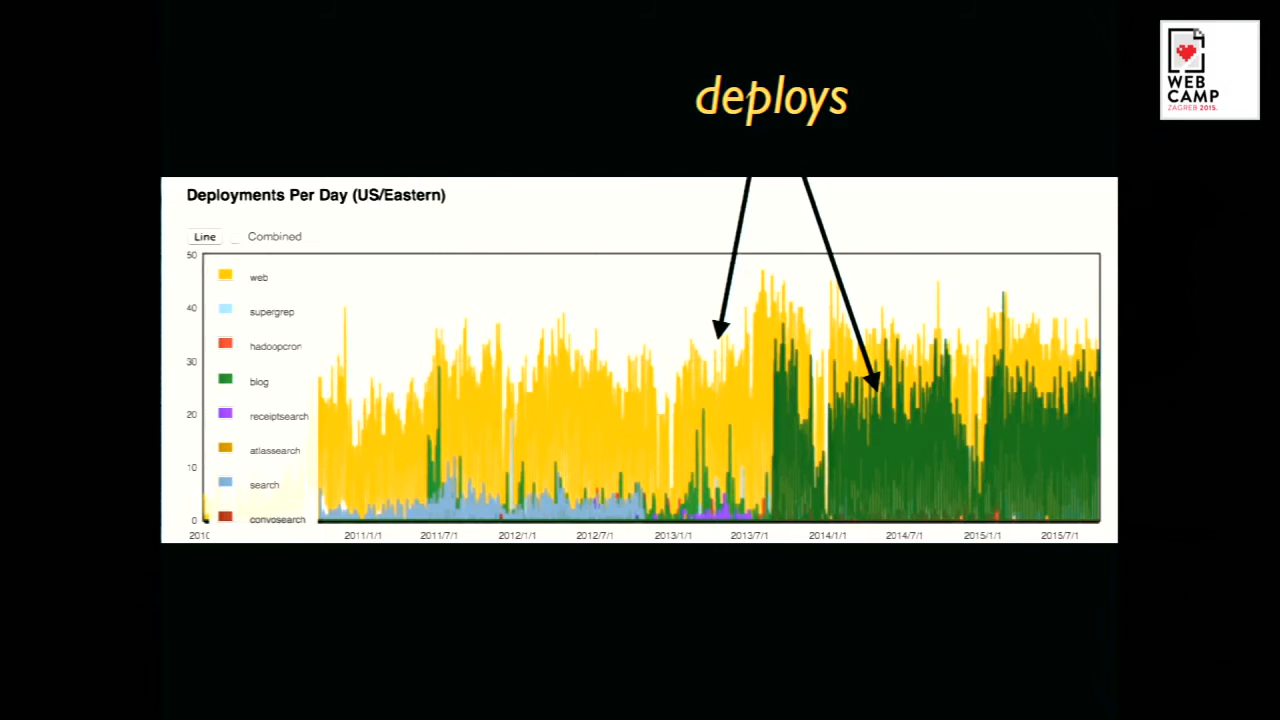 deploys
WEB
CAMP
ZAGREB 2015.
Deployments Per Day (US/Eastern)
Line Combined
50
web
40
supergrep
hadoopcron
30
blog
20
receiptsearch
atlassearch
10
search
convosearch
0
2011/1/1 2011/7/1 2012/1/1 2012/7/1 2013/1/1 2013/7/1 2014/1/1 2014/7/1 2015/1/1 2015/7/1